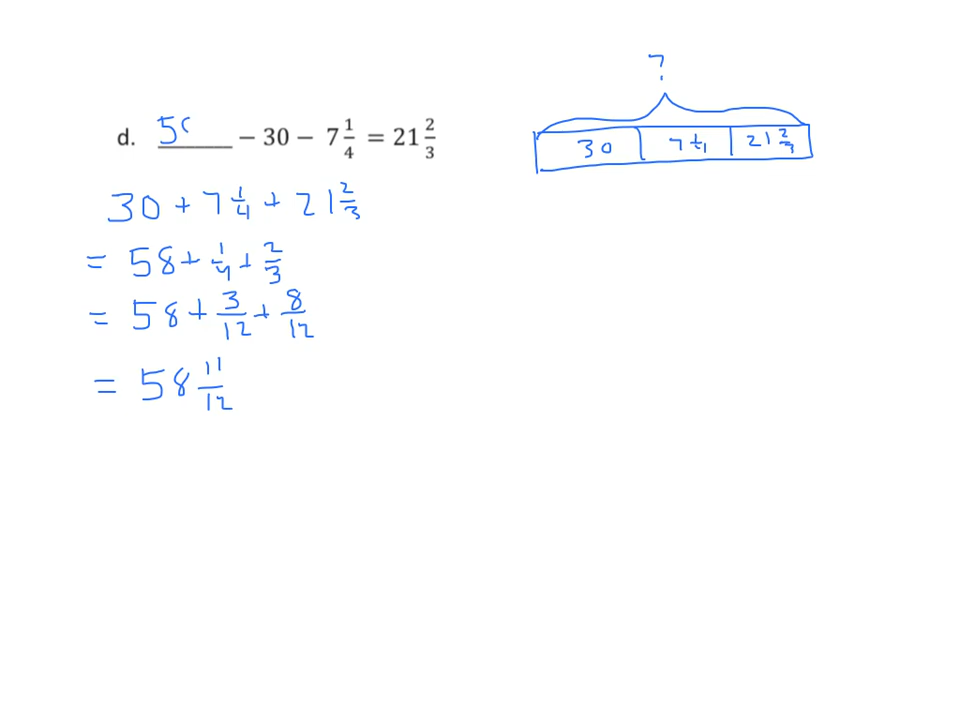 ?
d. 5 − 30 − 7 1/4 = 21 2/3
30 7 1/4 21 2/3
30 + 7 1/4 + 21 2/3
= 58 + 1/4 + 2/3
= 58 + 3/12 + 8/12
= 58 11/12